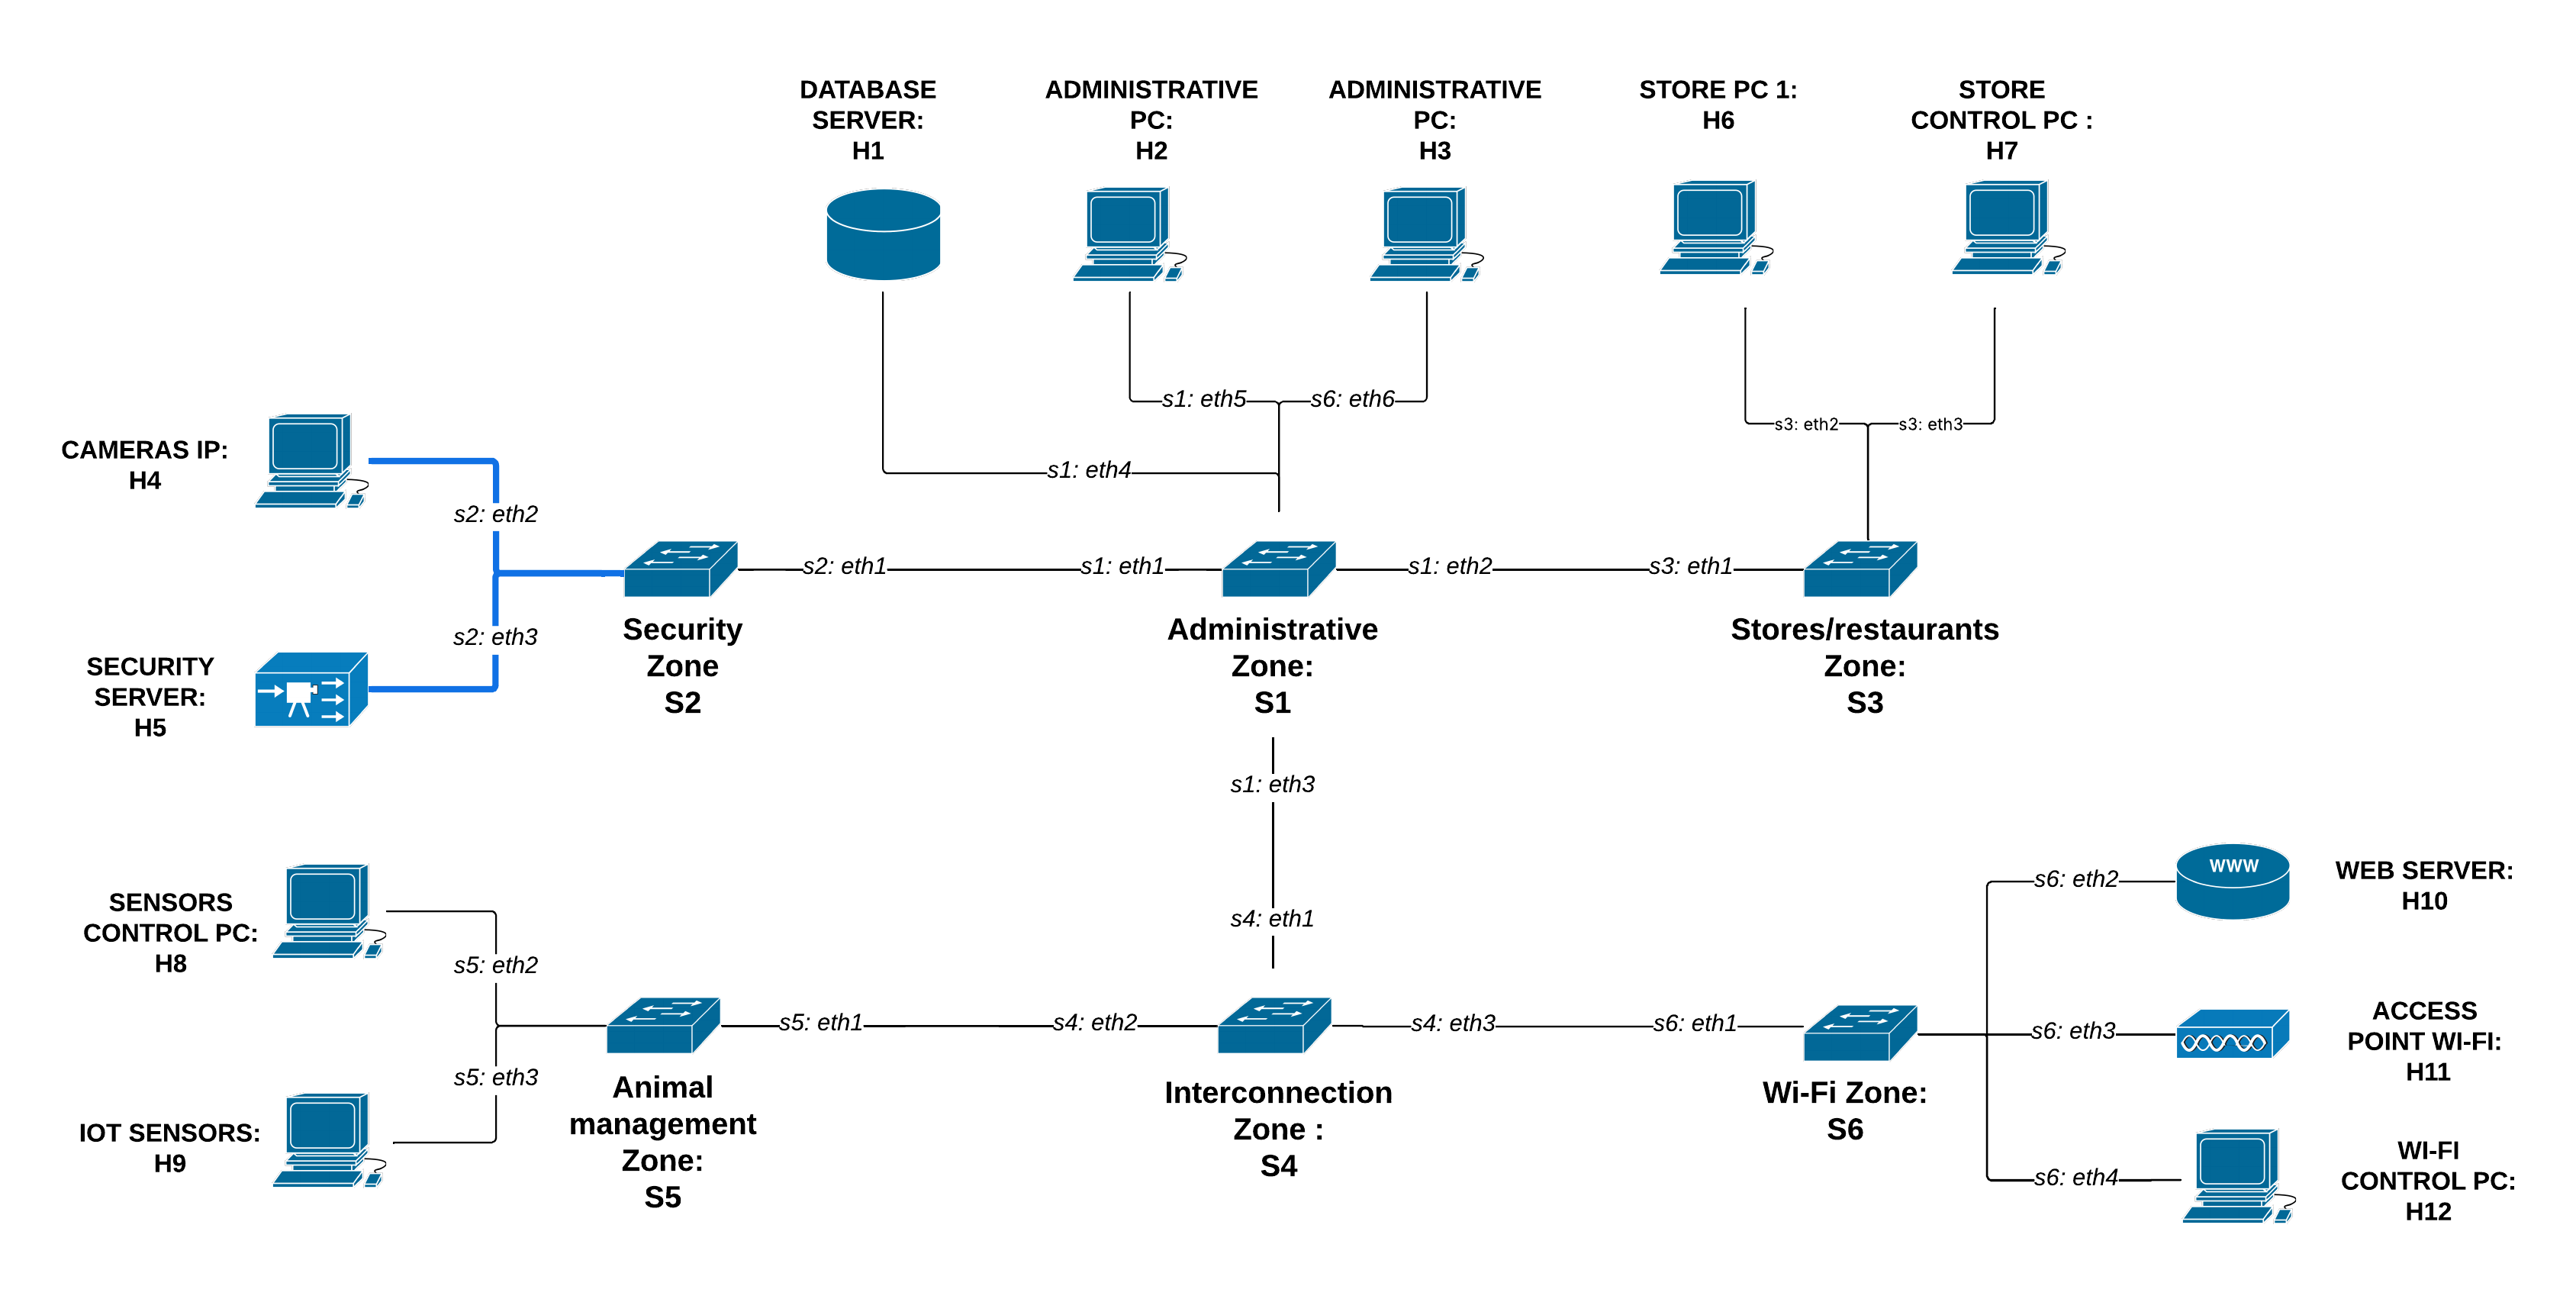 DATABASE
SERVER:
H1
ADMINISTRATIVE
PC:
H2
ADMINISTRATIVE
PC:
H3
STORE PC 1:
H6
STORE
CONTROL PC :
H7
s1: eth5
s6: eth6
s3: eth2
s3: eth3
s1: eth4
CAMERAS IP:
H4
s2: eth2
s2: eth1
s1: eth1
s1: eth2
s3: eth1
s2: eth3
SECURITY
SERVER:
H5
Security
Zone
S2
Administrative
Zone:
S1
Stores/restaurants
Zone:
S3
s1: eth3
s4: eth1
SENSORS
CONTROL PC:
H8
s5: eth2
s5: eth1
s4: eth2
s4: eth3
s6: eth1
s5: eth3
IOT SENSORS:
H9
Animal
management
Zone:
S5
Interconnection
Zone :
S4
Wi-Fi Zone:
S6
s6: eth2
WWW
WEB SERVER:
H10
s6: eth3
ACCESS
POINT WI-FI:
H11
s6: eth4
WI-FI
CONTROL PC:
H12